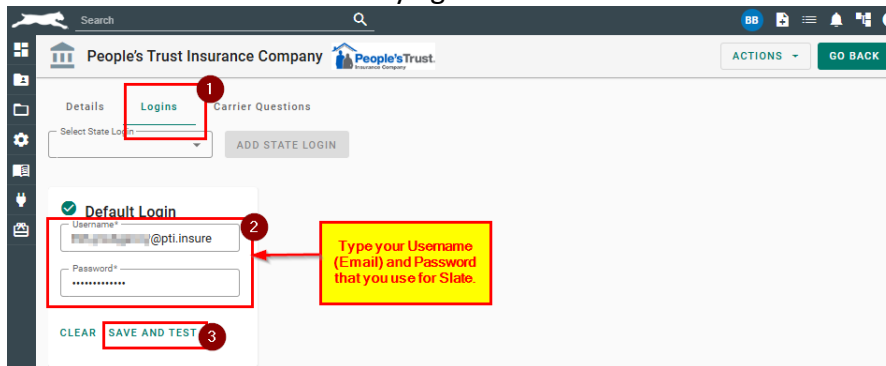 Search
BB
People's Trust Insurance Company People'sTrust.
Insurance Company
ACTIONS
GO BACK
1
Details Logins Carrier Questions
Select State Login
ADD STATE LOGIN
Default Login
Username*
2
@pti.insure
Password*
Type your Username
(Email) and Password
that you use for Slate.
CLEAR SAVE AND TEST
3